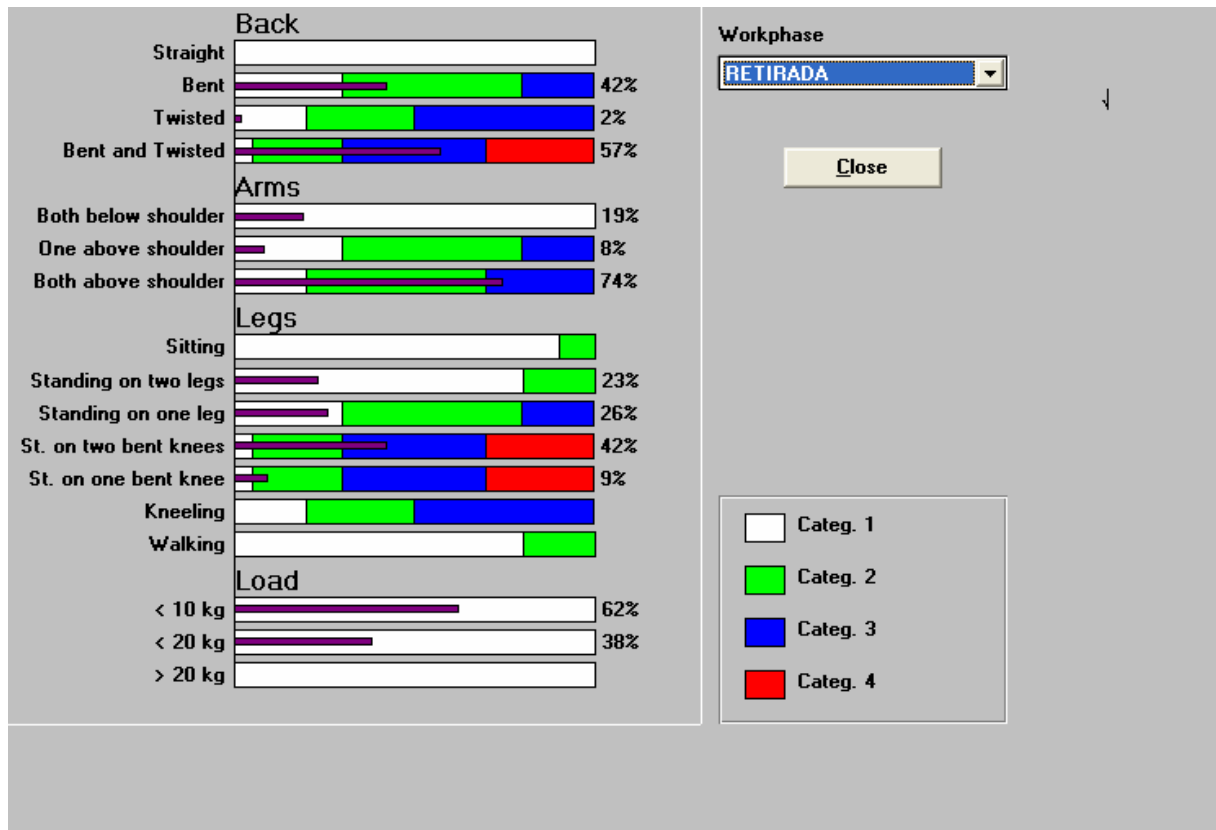 Back
Straight
Bent 42%
Twisted 2%
Bent and Twisted 57%
Arms
Both below shoulder 19%
One above shoulder 8%
Both above shoulder 74%
Legs
Sitting
Standing on two legs 23%
Standing on one leg 26%
St. on two bent knees 42%
St. on one bent knee 9%
Kneeling
Walking
Load
< 10 kg 62%
< 20 kg 38%
> 20 kg
Workphase
RETIRADA
Close
Categ. 1
Categ. 2
Categ. 3
Categ. 4